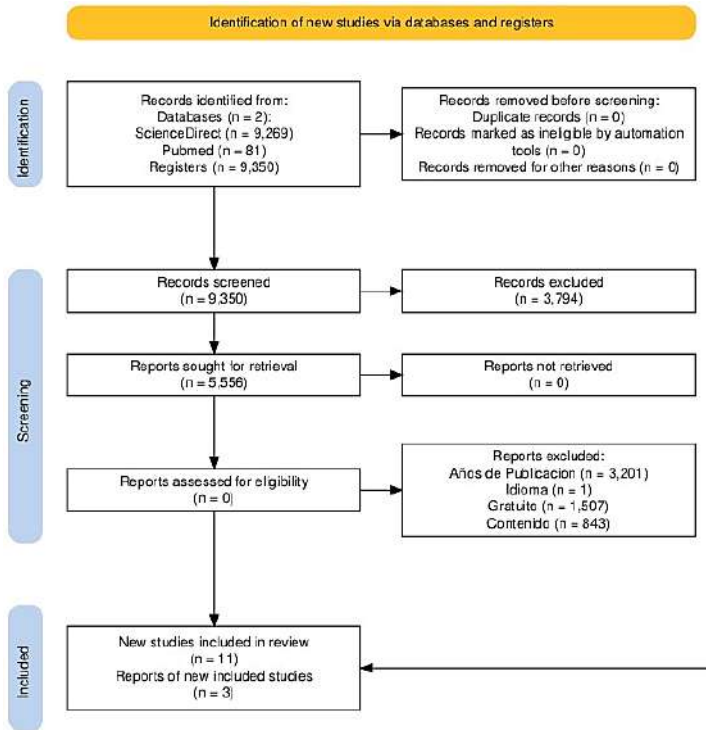 Identification of new studies via databases and registers
Identification
Records identified from:
Databases (n = 2):
ScienceDirect (n = 9,269)
Pubmed (n = 81)
Registers (n = 9,350)
Records removed before screening:
Duplicate records (n = 0)
Records marked as ineligible by automation
tools (n = 0)
Records removed for other reasons (n = 0)
Screening
Records screened
(n = 9,350)
Records excluded
(n = 3,794)
Reports sought for retrieval
(n = 5,556)
Reports not retrieved
(n = 0)
Reports assessed for eligibility
(n = 0)
Reports excluded:
Años de Publicacion (n = 3,201)
Idioma (n = 1)
Gratuito (n = 1,507)
Contenido (n = 843)
Included
New studies included in review
(n = 11)
Reports of new included studies
(n = 3)